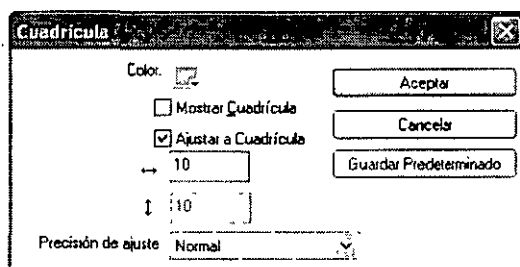 Cuadrícula
Color.
Aceptar
Mostrar Cuadrícula
Cancelar
Ajustar a Cuadrícula
10
Guardar Predeterminado
10
Precisión de ajuste Normal